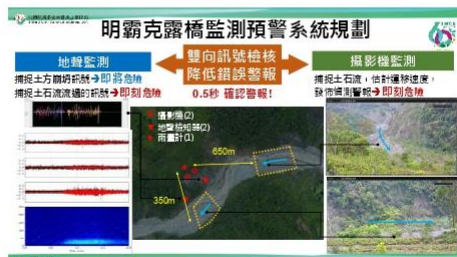 明霸克露橋監測預警系統規劃
地聲監測
捕捉土方崩坍訊號➔即將危險
捕捉土石流流過的訊號➔即刻危險
雙向訊號檢核
降低錯誤警報
0.5秒 確認警報!
攝影機監測
捕捉土石流,估計運移速度,
發佈偵測警報➔即刻危險
攝影機(2)
地聲檢知器(2)
雨量計(1)
650m
350m